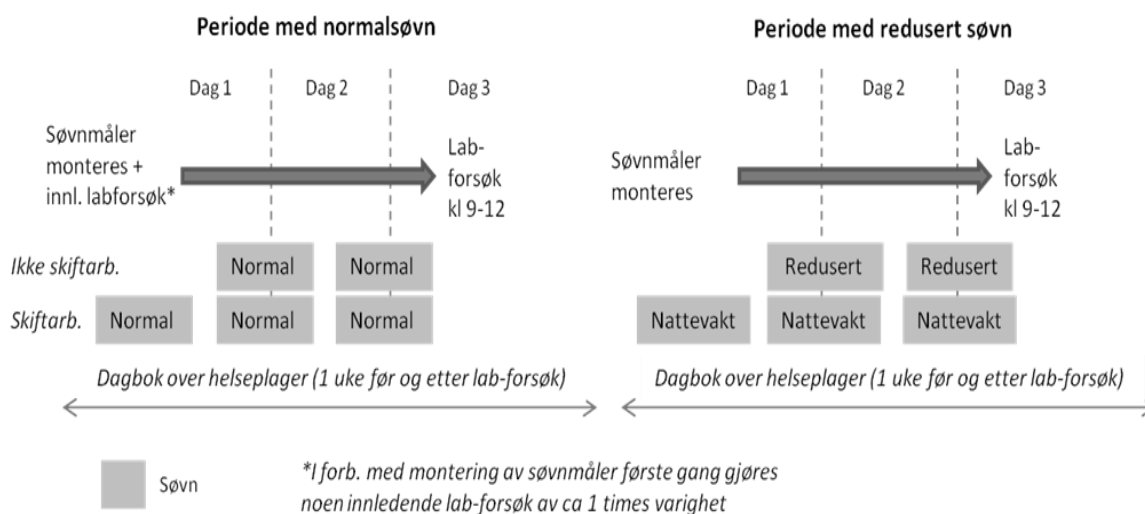 Periode med normalsøvn
Dag 1
Dag 2
Dag 3
Søvnmåler
monteres +
innl. labforsøk*
Lab-
forsøk
kl 9-12
Ikke skiftarb.
Normal
Normal
Skiftarb.
Normal
Normal
Normal
Dagbok over helseplager (1 uke før og etter lab-forsøk)
Periode med redusert søvn
Dag 1
Dag 2
Dag 3
Søvnmåler
monteres
Lab-
forsøk
kl 9-12
Redusert
Redusert
Nattevakt
Nattevakt
Nattevakt
Dagbok over helseplager (1 uke før og etter lab-forsøk)
Søvn
*I forb. med montering av søvnmåler første gang gjøres
noen innledende lab-forsøk av ca 1 times varighet